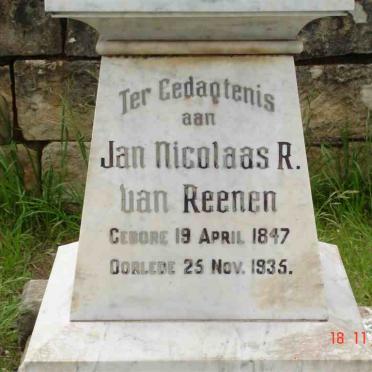 Ter Gedagtenis
aan
Jan Nicolaas R.
van Reenen
Gebore 19 April 1847
Oorlede 25 Nov. 1935.
18 11